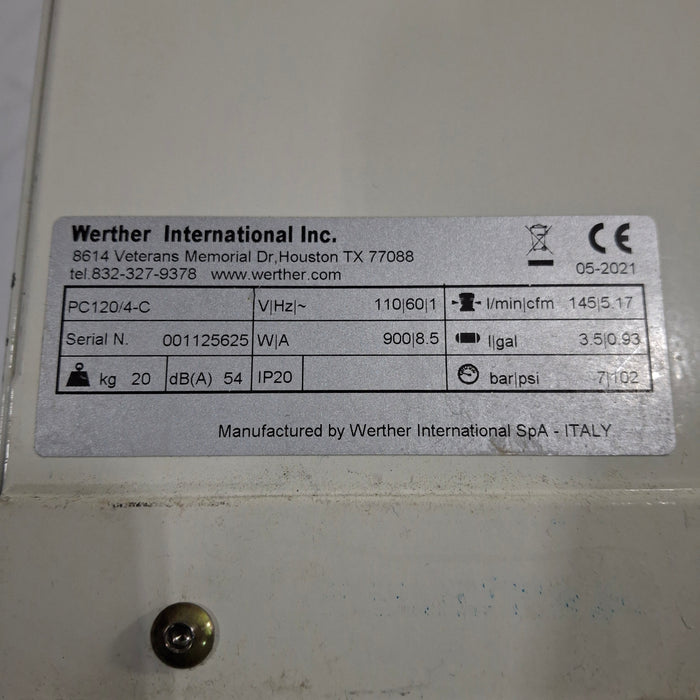 Werther International Inc.
8614 Veterans Memorial Dr,Houston TX 77088
tel.832-327-9378 www.werther.com
CE
05-2021
PC120/4-C V|Hz|~ 110|60|1 l/min|cfm 145|5.17
Serial N. 001125625 W|A 900|8.5 l|gal 3.5|0.93
kg 20 dB(A) 54 IP20 bar|psi 7|102
Manufactured by Werther International SpA - ITALY